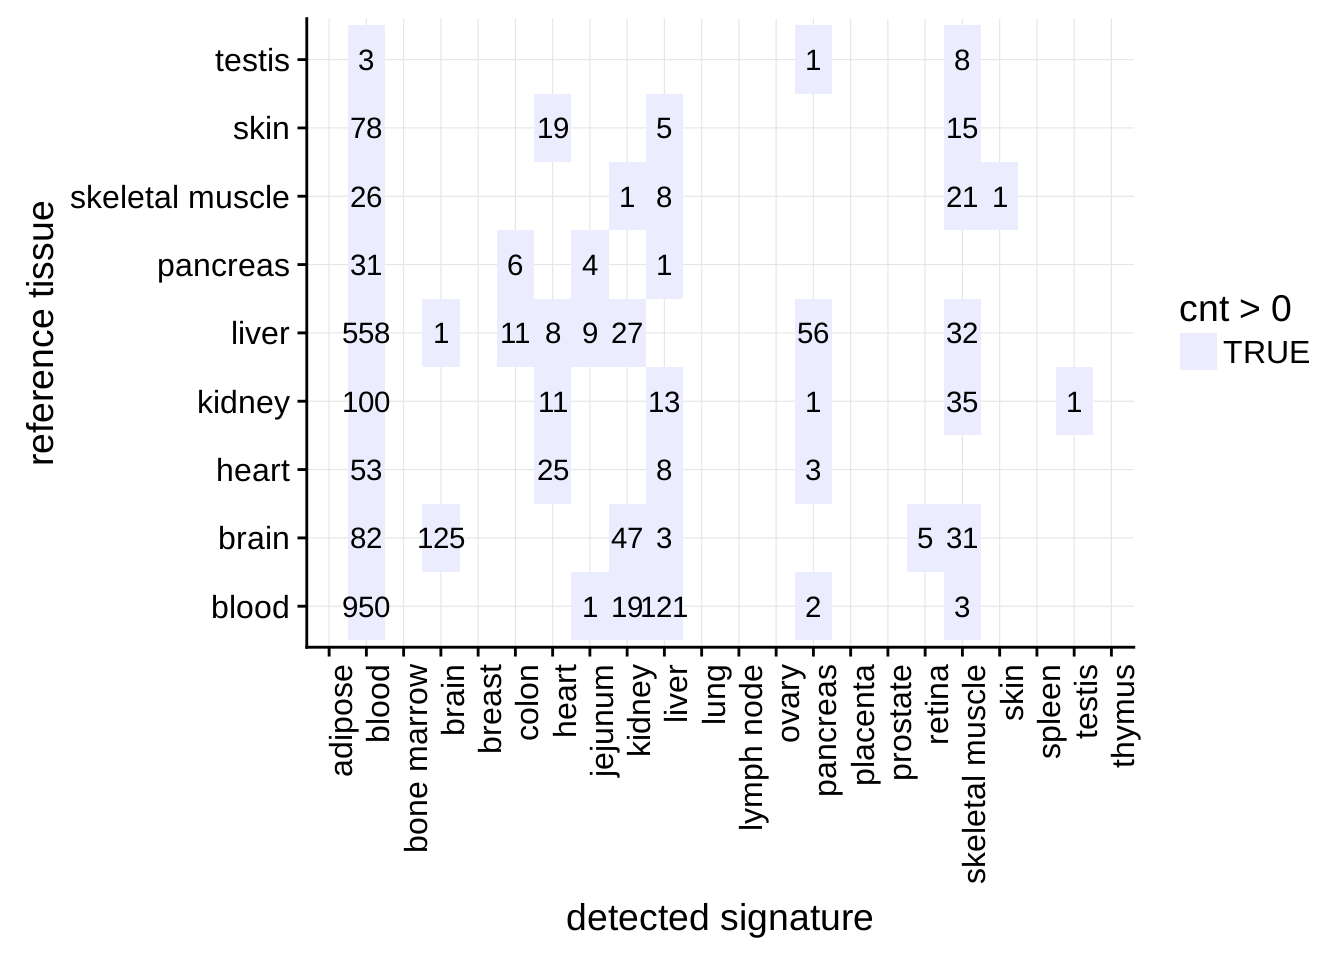 testis 3 1 8
skin 78 19 5 15
skeletal muscle 26 1 8 21 1
pancreas 31 6 4 1
liver 558 1 11 8 9 27 56 32
kidney 100 11 13 1 35 1
heart 53 25 8 3
brain 82 125 47 3 5 31
blood 950 1 19 121 2 3
reference tissue
adipose
blood
bone marrow
brain
breast
colon
heart
jejunum
kidney
liver
lung
lymph node
ovary
pancreas
placenta
prostate
retina
skeletal muscle
skin
spleen
testis
thymus
detected signature
cnt > 0
TRUE